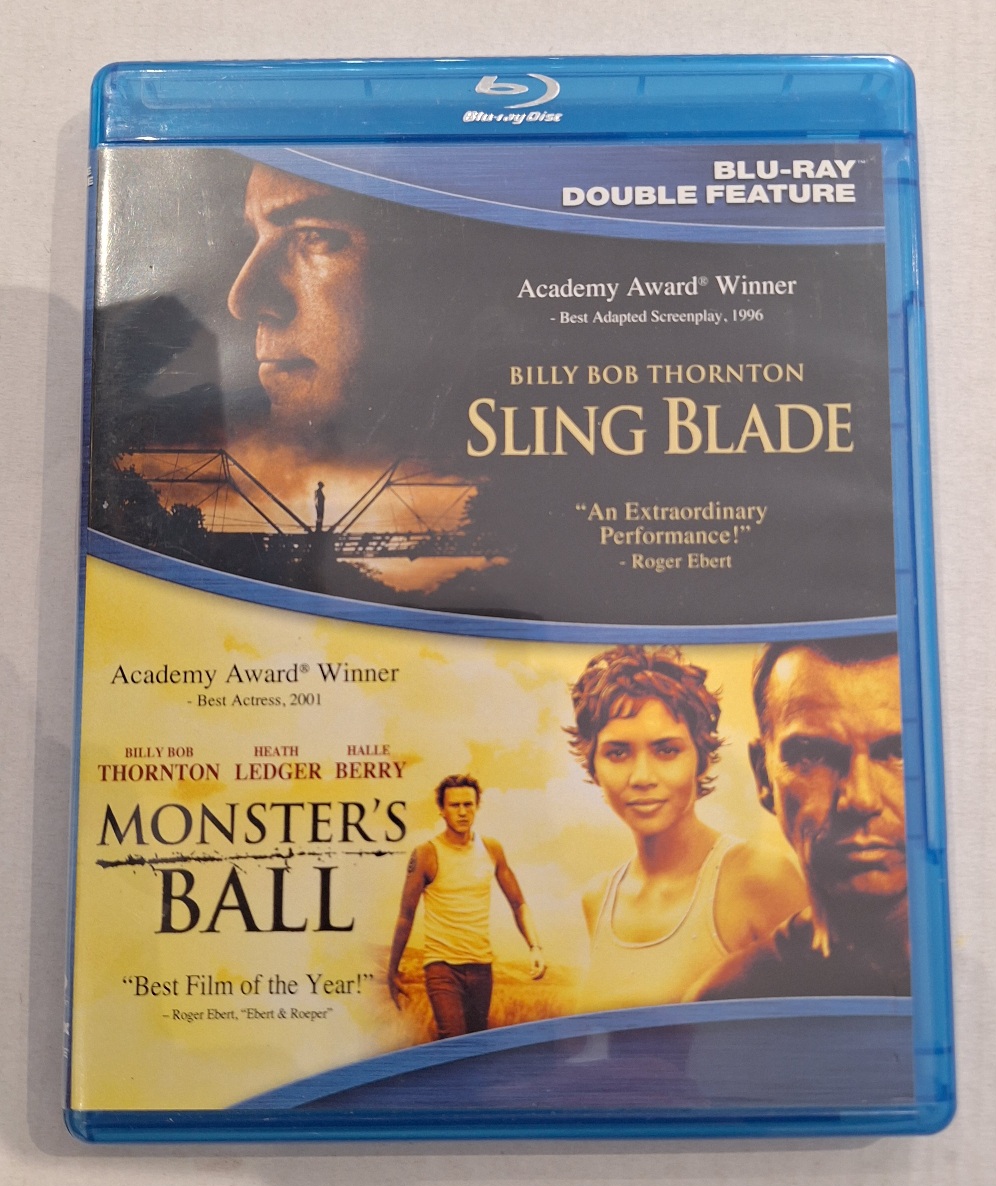 Blu-ray Disc
BLU-RAY™
DOUBLE FEATURE
Academy Award® Winner
- Best Adapted Screenplay, 1996
BILLY BOB THORNTON
SLING BLADE
“An Extraordinary
Performance!”
- Roger Ebert
Academy Award® Winner
- Best Actress, 2001
BILLY BOB HEATH HALLE
THORNTON LEDGER BERRY
MONSTER'S
BALL
“Best Film of the Year!”
– Roger Ebert, “Ebert & Roeper”